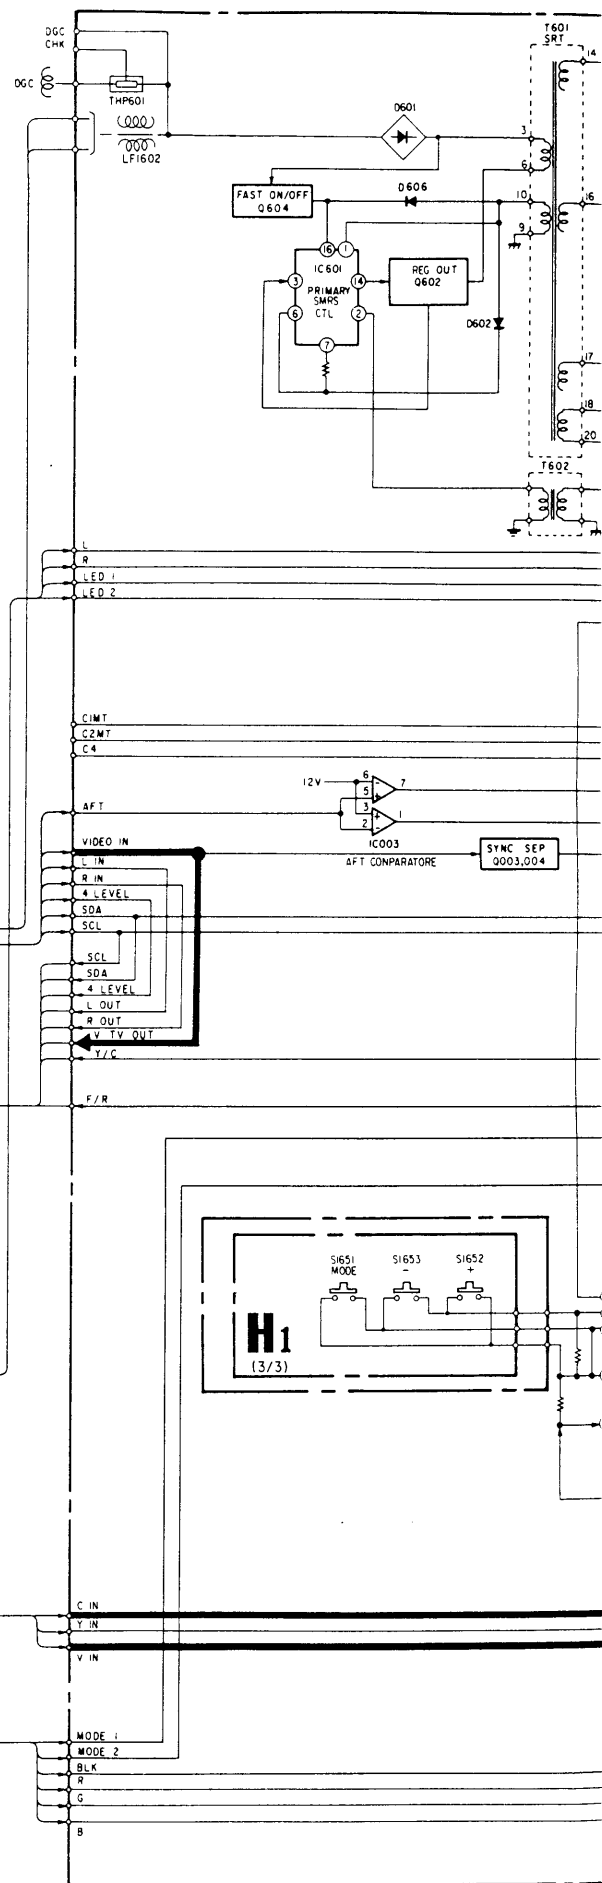 DGC
CHK
DGC
THP601
LF1602
D601
T601
SRT
14
3
6
FAST ON/OFF
Q604
D606
10
16
9
16
1
IC601
PRIMARY
SMRS
CTL
3
14
6
2
7
REG OUT
Q602
D602
17
18
20
T602
L
R
LED 1
LED 2
C1MT
C2MT
C4
12V
6
-
7
5
+
AFT
3
+
1
2
-
IC003
AFT CONPARATORE
SYNC SEP
Q003,004
VIDEO IN
L IN
R IN
4 LEVEL
SDA
SCL
SCL
SDA
4 LEVEL
L OUT
R OUT
V TV OUT
Y/C
F/R
S1651
MODE
S1653
-
S1652
+
H1
(3/3)
C IN
Y IN
V IN
MODE 1
MODE 2
BLK
R
G
B